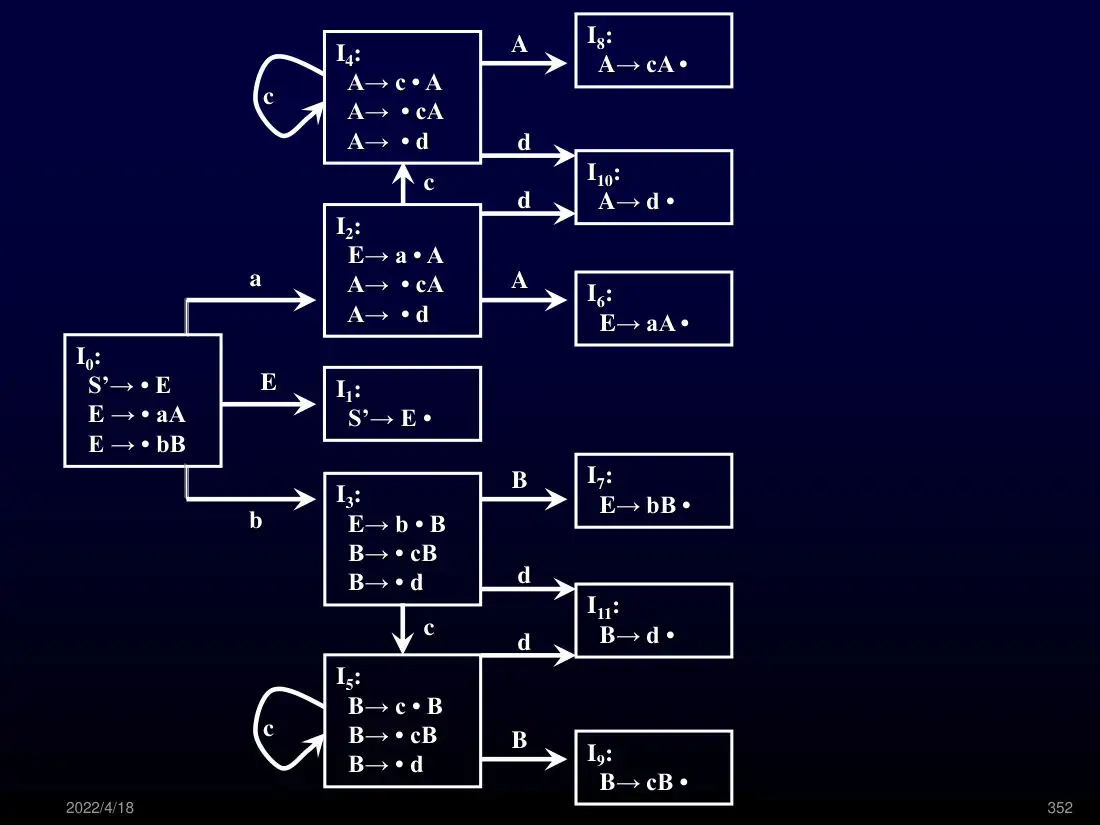 I₄:
A→ c • A
A→ • cA
A→ • d
c
A
I₈:
A→ cA •
d
I₁₀:
A→ d •
c
d
I₂:
E→ a • A
A→ • cA
A→ • d
a
A
I₆:
E→ aA •
I₀:
S’→ • E
E → • aA
E → • bB
E
I₁:
S’→ E •
b
I₃:
E→ b • B
B→ • cB
B→ • d
B
I₇:
E→ bB •
d
I₁₁:
B→ d •
c
d
I₅:
B→ c • B
B→ • cB
B→ • d
c
B
I₉:
B→ cB •
2022/4/18
352